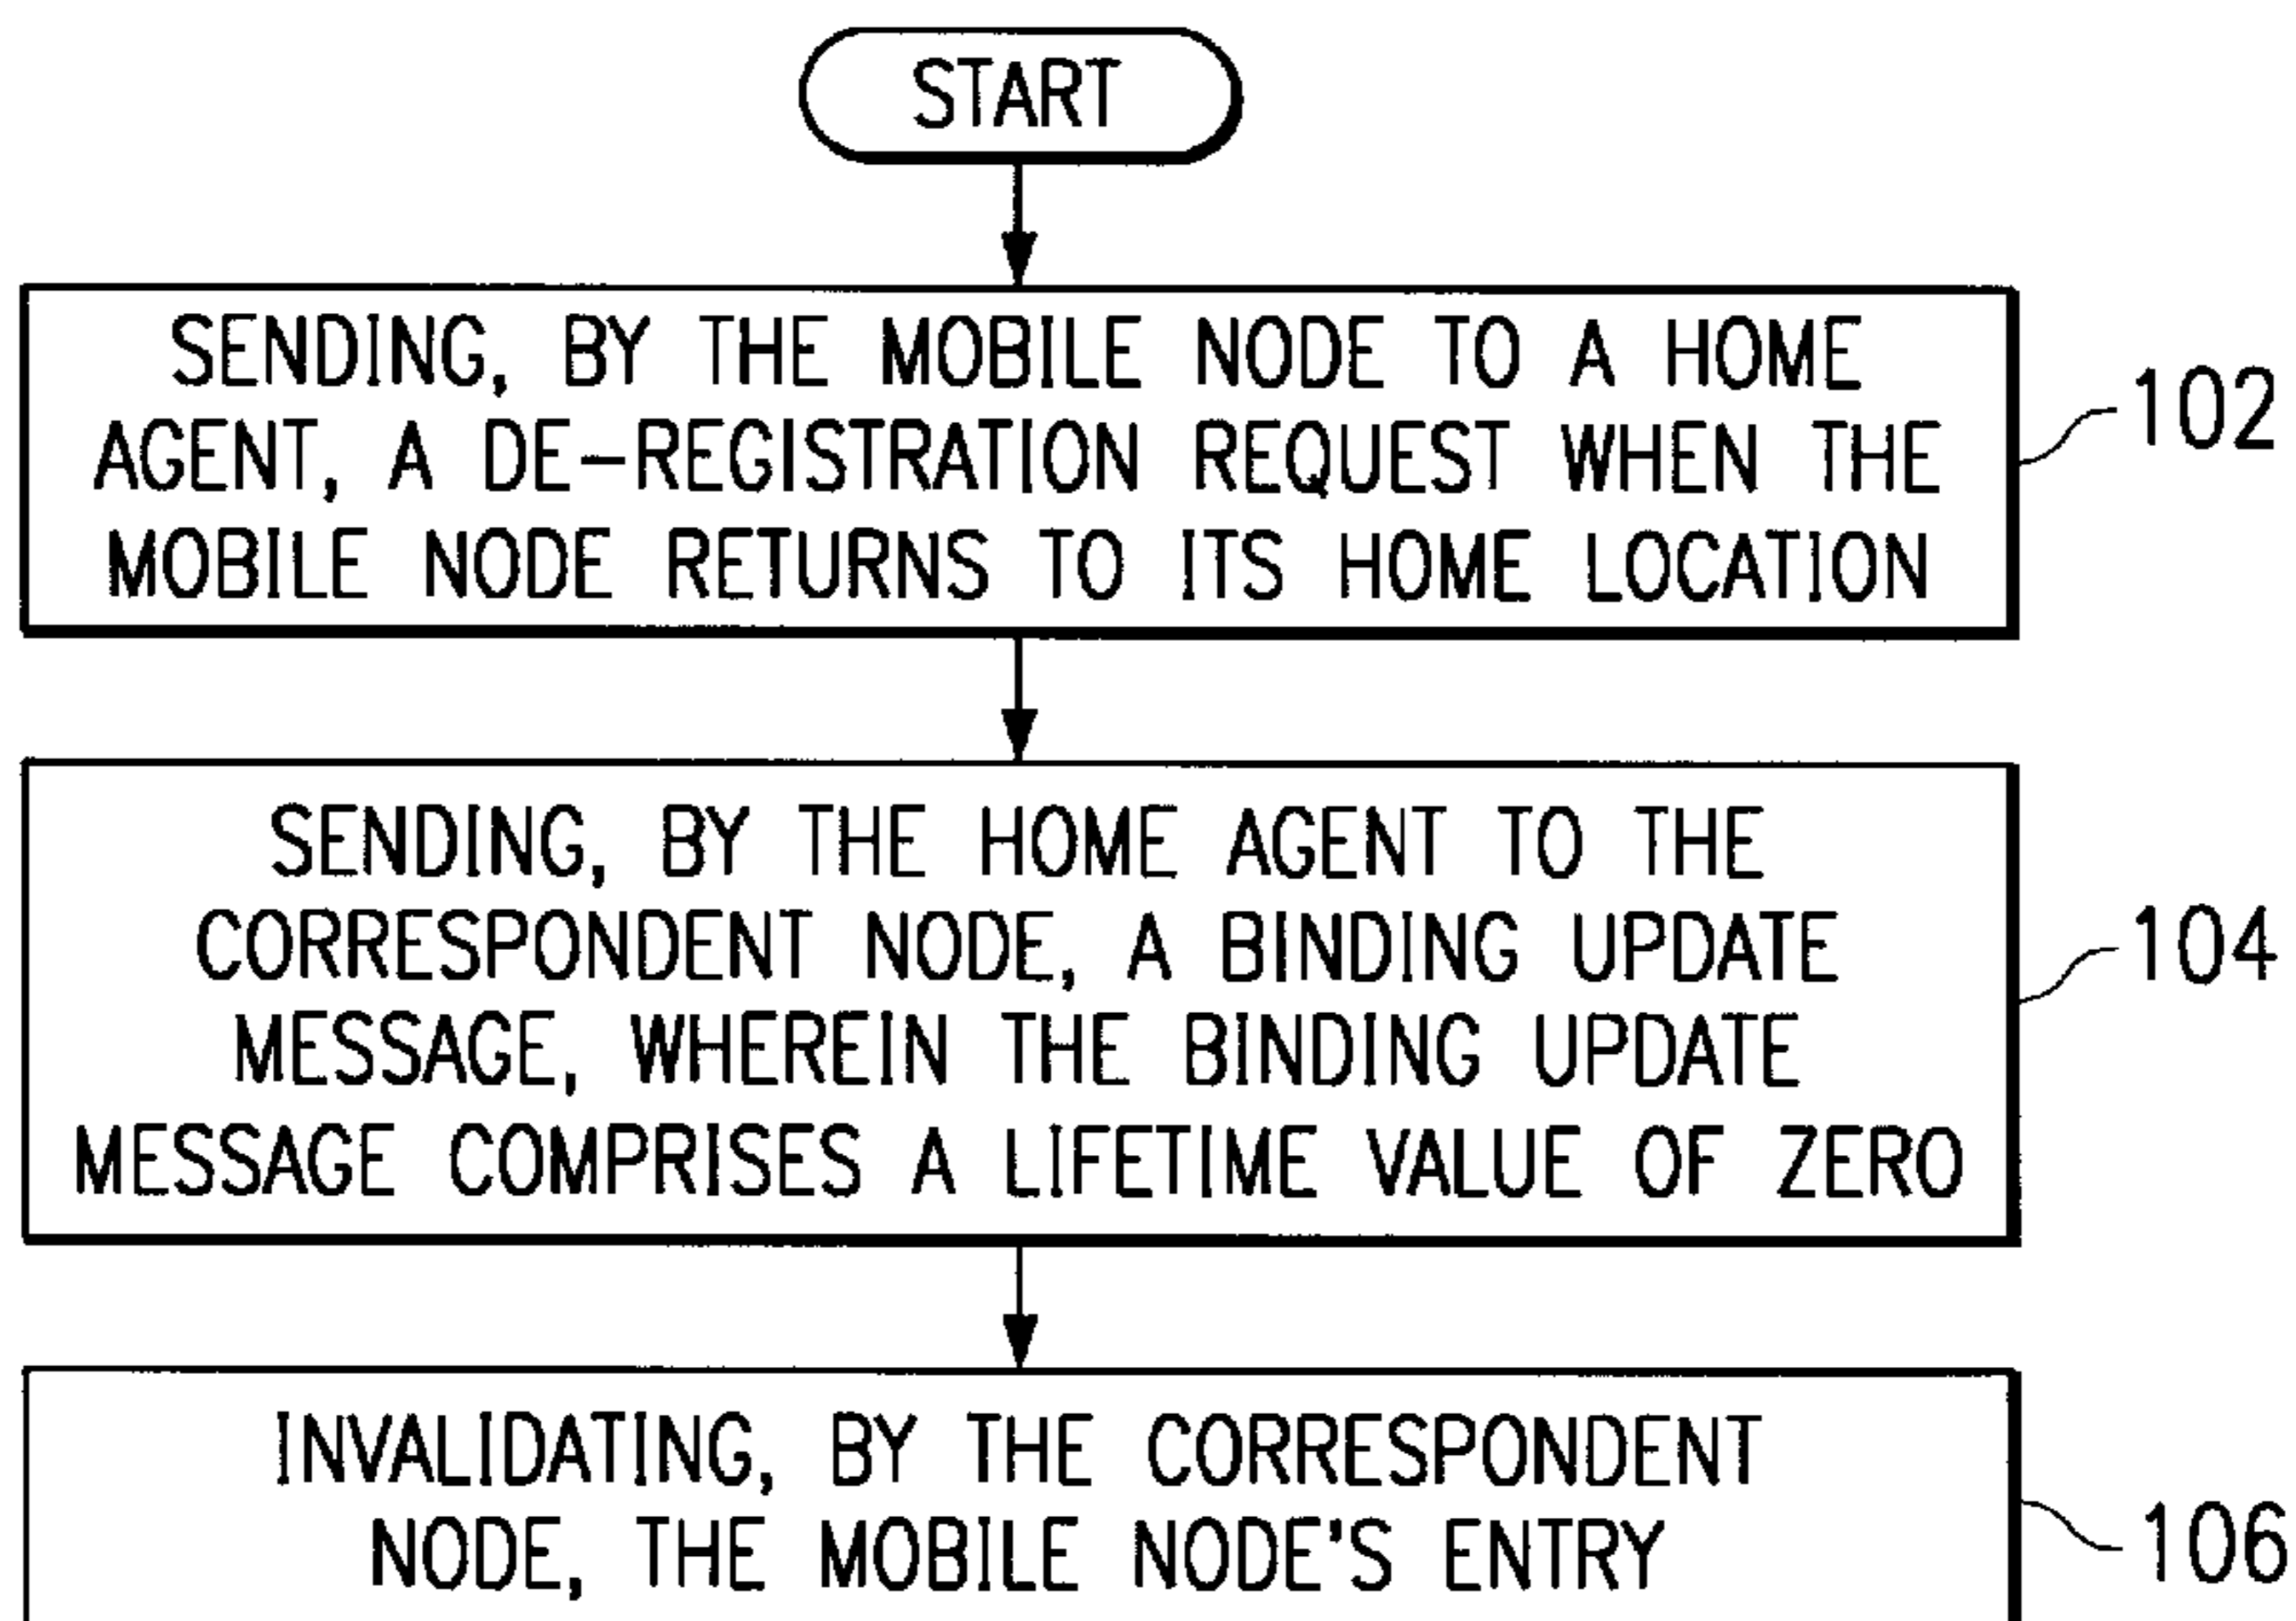 START
SENDING, BY THE MOBILE NODE TO A HOME
AGENT, A DE-REGISTRATION REQUEST WHEN THE
MOBILE NODE RETURNS TO ITS HOME LOCATION
102
SENDING, BY THE HOME AGENT TO THE
CORRESPONDENT NODE, A BINDING UPDATE
MESSAGE, WHEREIN THE BINDING UPDATE
MESSAGE COMPRISES A LIFETIME VALUE OF ZERO
104
INVALIDATING, BY THE CORRESPONDENT
NODE, THE MOBILE NODE'S ENTRY
106